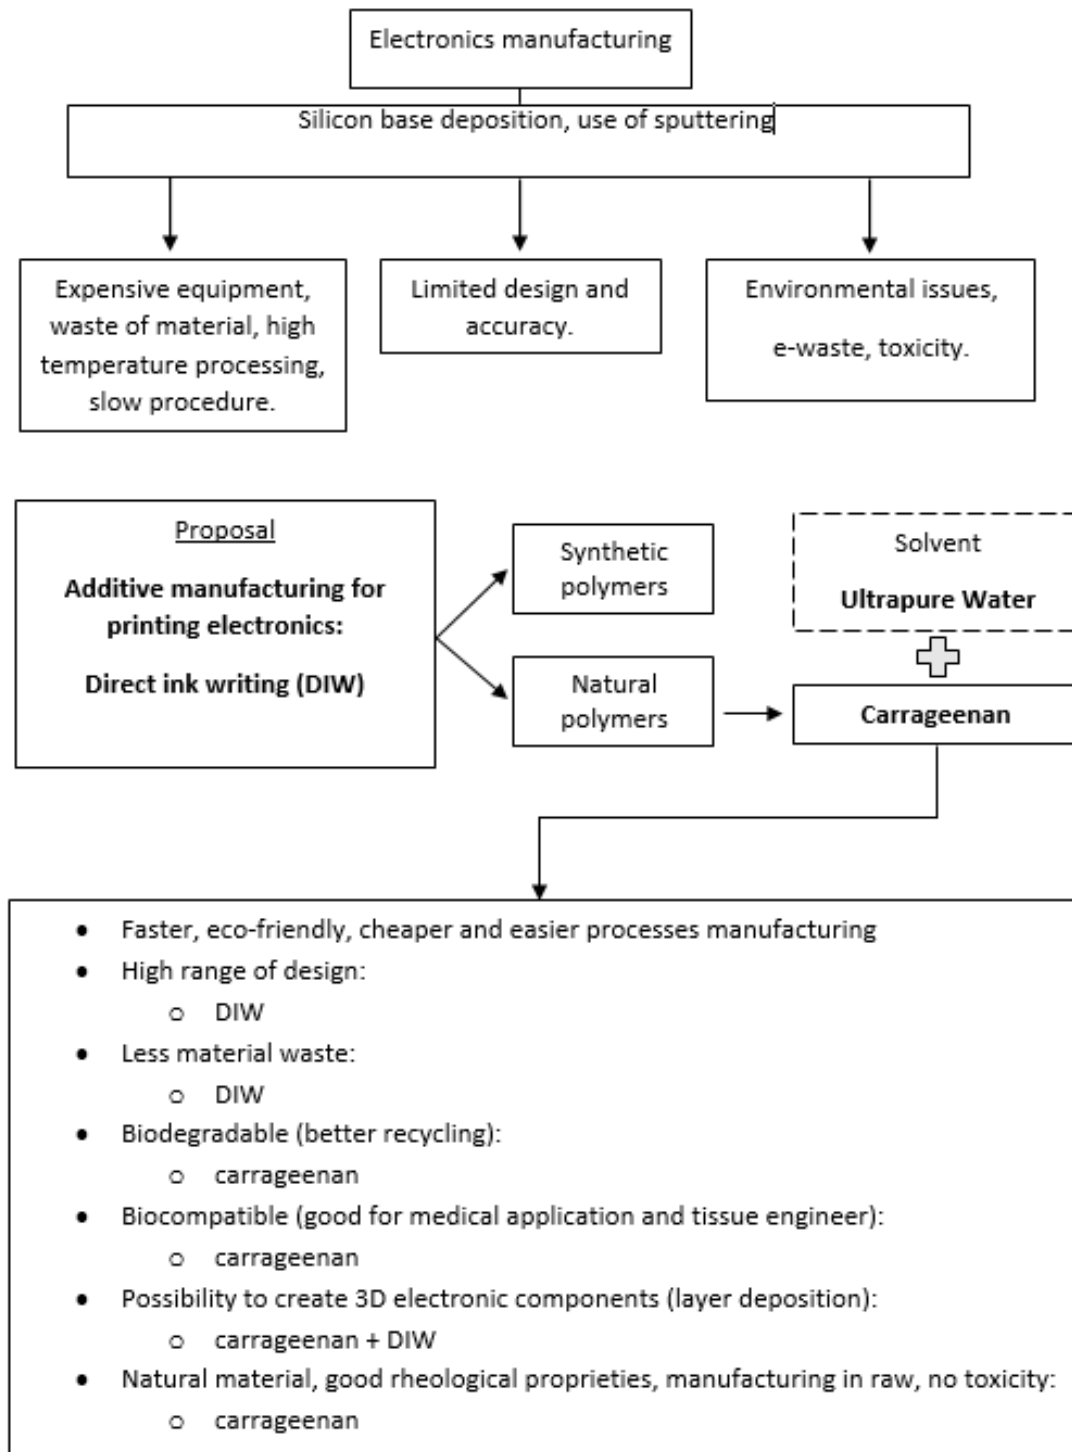 Electronics manufacturing
Silicon base deposition, use of sputtering
Expensive equipment,
waste of material, high
temperature processing,
slow procedure.
Limited design and
accuracy.
Environmental issues,
e-waste, toxicity.
Proposal
Additive manufacturing for
printing electronics:
Direct ink writing (DIW)
Synthetic
polymers
Natural
polymers
Solvent
Ultrapure Water
Carrageenan
• Faster, eco-friendly, cheaper and easier processes manufacturing
• High range of design:
o DIW
• Less material waste:
o DIW
• Biodegradable (better recycling):
o carrageenan
• Biocompatible (good for medical application and tissue engineer):
o carrageenan
• Possibility to create 3D electronic components (layer deposition):
o carrageenan + DIW
• Natural material, good rheological proprieties, manufacturing in raw, no toxicity:
o carrageenan